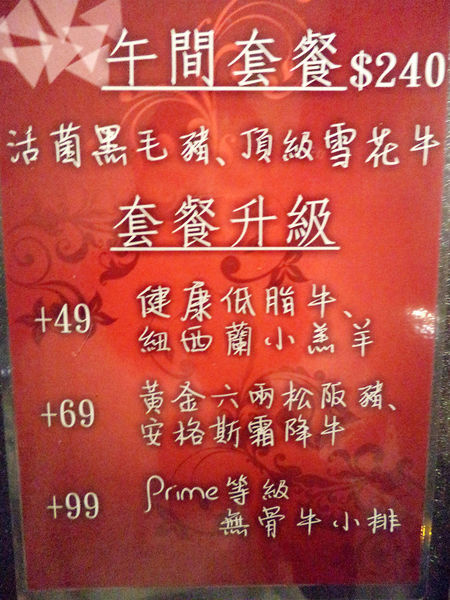 午間套餐 $240
活菌黑毛豬、頂級雪花牛
套餐升級
+49 健康低脂牛、
紐西蘭小羔羊
+69 黃金六兩松阪豬、
安格斯霜降牛
+99 Prime等級
無骨牛小排